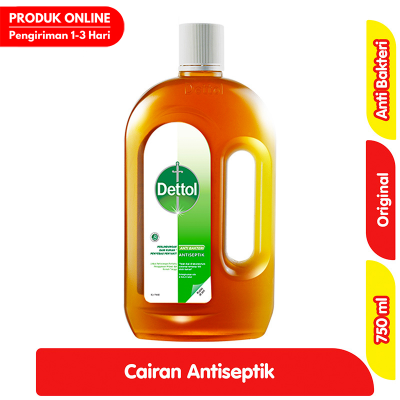 PRODUK ONLINE
Pengiriman 1-3 Hari
Dettol
ANTI BAKTERI
ANTISEPTIK
Anti Bakteri
Original
750 ml
Cairan Antiseptik